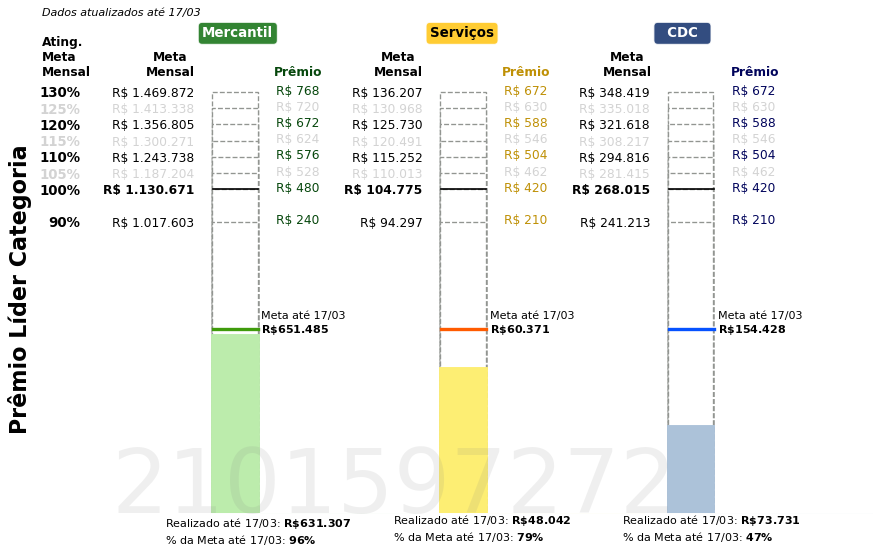 Dados atualizados até 17/03
Mercantil Serviços CDC
Ating.
Meta Meta Meta Meta
Mensal Mensal Prêmio Mensal Prêmio Mensal Prêmio
130% R$ 1.469.872 R$ 768 R$ 136.207 R$ 672 R$ 348.419 R$ 672
125% R$ 1.413.338 R$ 720 R$ 130.968 R$ 630 R$ 335.018 R$ 630
120% R$ 1.356.805 R$ 672 R$ 125.730 R$ 588 R$ 321.618 R$ 588
115% R$ 1.300.271 R$ 624 R$ 120.491 R$ 546 R$ 308.217 R$ 546
110% R$ 1.243.738 R$ 576 R$ 115.252 R$ 504 R$ 294.816 R$ 504
105% R$ 1.187.204 R$ 528 R$ 110.013 R$ 462 R$ 281.415 R$ 462
100% R$ 1.130.671 R$ 480 R$ 104.775 R$ 420 R$ 268.015 R$ 420
90% R$ 1.017.603 R$ 240 R$ 94.297 R$ 210 R$ 241.213 R$ 210
Prêmio Líder Categoria
Meta até 17/03 Meta até 17/03 Meta até 17/03
R$651.485 R$60.371 R$154.428
2101597272
Realizado até 17/03: R$631.307 Realizado até 17/03: R$48.042 Realizado até 17/03: R$73.731
% da Meta até 17/03: 96% % da Meta até 17/03: 79% % da Meta até 17/03: 47%